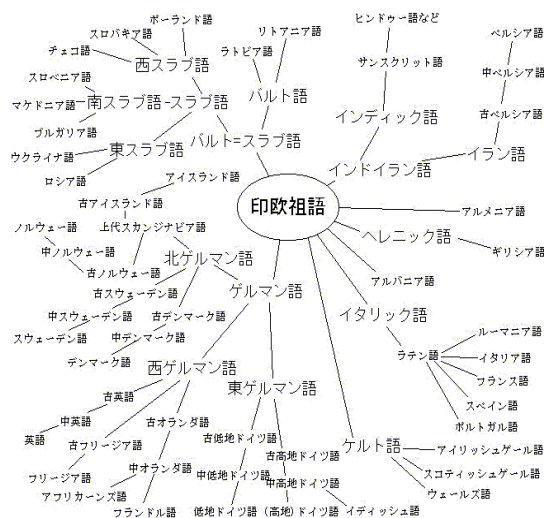 ポーランド語
スロバキア語
チェコ語
西スラブ語
スロベニア語
マケドニア語
南スラブ語
スラブ語
ブルガリア語
ウクライナ語
東スラブ語
ロシア語
リトアニア語
ラトビア語
バルト語
バルト=スラブ語
ヒンドゥー語など
サンスクリット語
インディック語
インドイラン語
ペルシア語
中ペルシア語
古ペルシア語
イラン語
印欧祖語
アルメニア語
ヘレニック語
ギリシア語
アルバニア語
イタリック語
ラテン語
ルーマニア語
イタリア語
フランス語
スペイン語
ポルトガル語
ケルト語
アイリッシュゲール語
スコティッシュゲール語
ウェールズ語
アイスランド語
古アイスランド語
上代スカンジナビア語
ノルウェー語
中ノルウェー語
古ノルウェー語
北ゲルマン語
ゲルマン語
古スウェーデン語
中スウェーデン語
スウェーデン語
古デンマーク語
中デンマーク語
デンマーク語
西ゲルマン語
東ゲルマン語
古英語
中英語
英語
古フリージア語
フリージア語
古オランダ語
中オランダ語
アフリカーンズ語
フランドル語
古低地ドイツ語
中低地ドイツ語
低地ドイツ語
古高地ドイツ語
中高地ドイツ語
(高地)ドイツ語
イディッシュ語